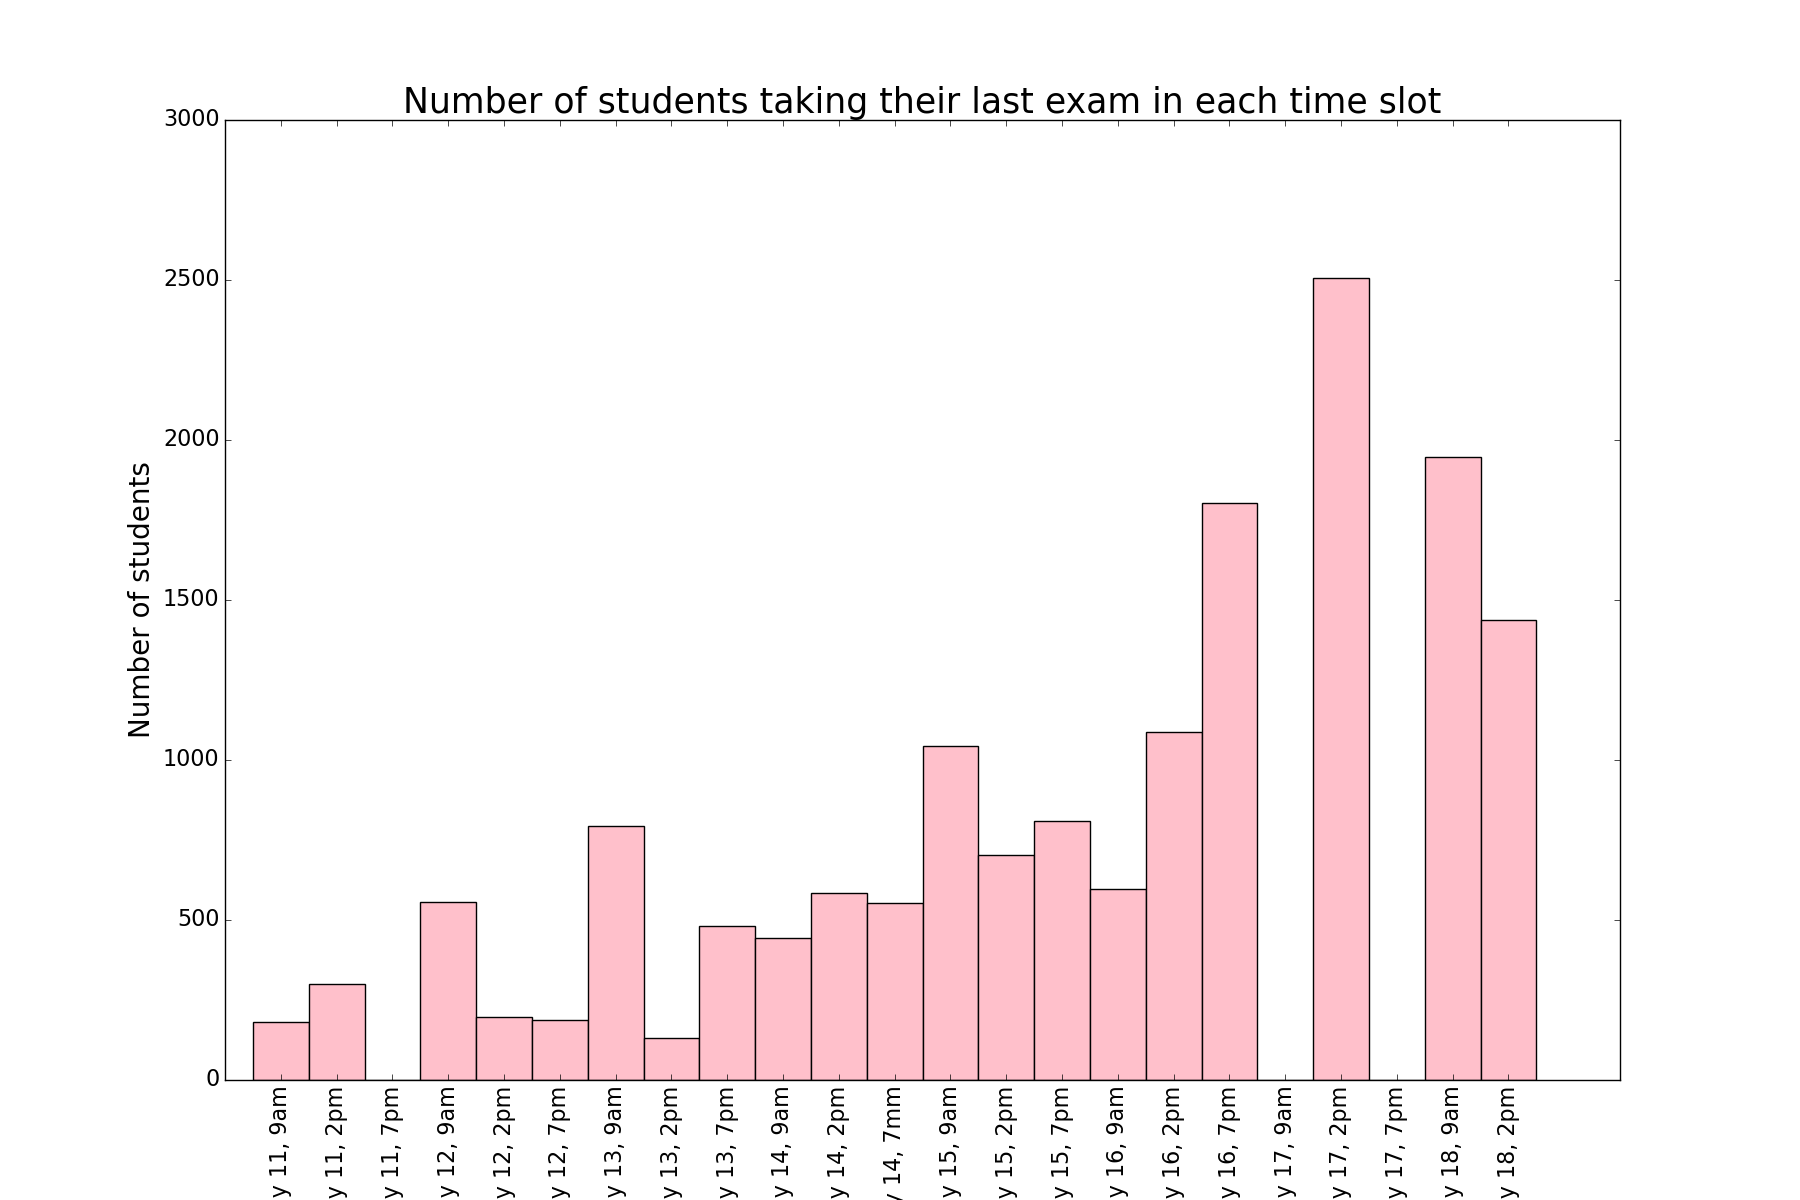 Number of students taking their last exam in each time slot
3000
2500
2000
1500
1000
500
0
Number of students
y 11, 9am
y 11, 2pm
y 11, 7pm
y 12, 9am
y 12, 2pm
y 12, 7pm
y 13, 9am
y 13, 2pm
y 13, 7pm
y 14, 9am
y 14, 2pm
y 14, 7mm
y 15, 9am
y 15, 2pm
y 15, 7pm
y 16, 9am
y 16, 2pm
y 16, 7pm
y 17, 9am
y 17, 2pm
y 17, 7pm
y 18, 9am
y 18, 2pm